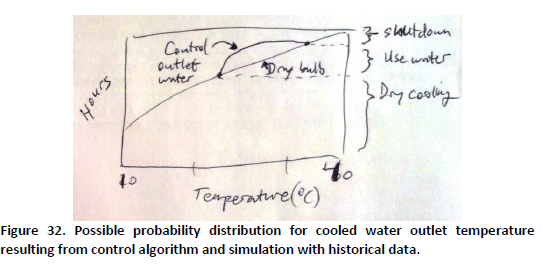 Control
outlet
water
Dry bulb
shutdown
Use water
Dry cooling
Hours
10
40
Temperature (°C)
Figure 32. Possible probability distribution for cooled water outlet temperature
resulting from control algorithm and simulation with historical data.